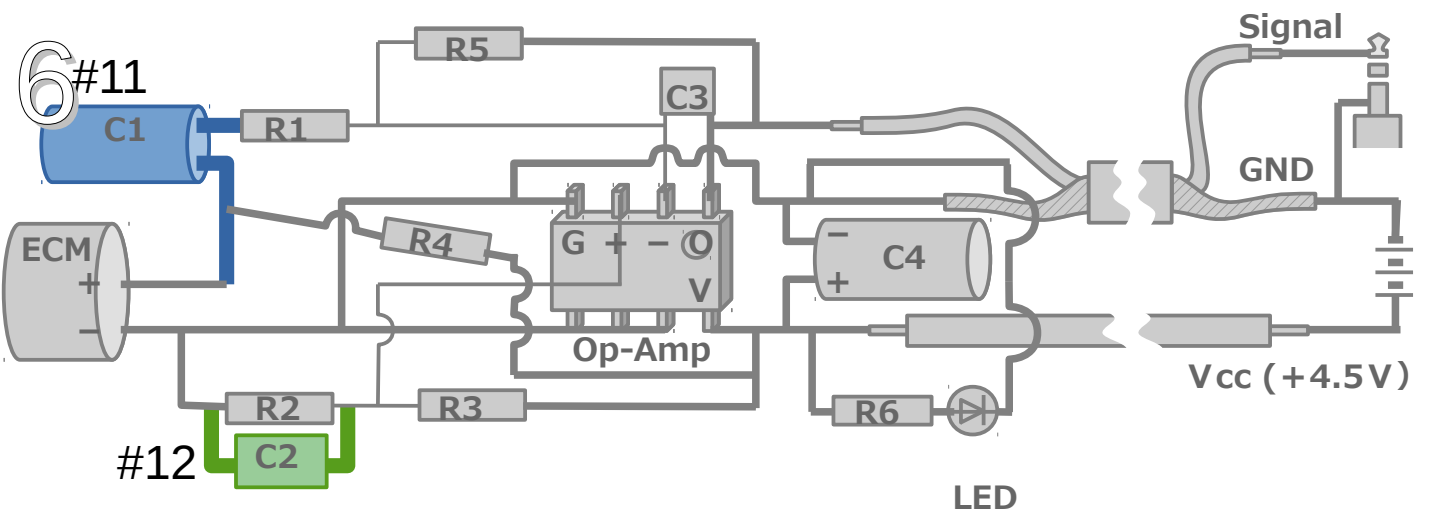 Signal
R5
6
#11
C3
C1
R1
GND
ECM
R4
G + − O
−
C4
+
+
V
−
Op-Amp
Vcc (+4.5V)
R2
R3
R6
#12
C2
LED